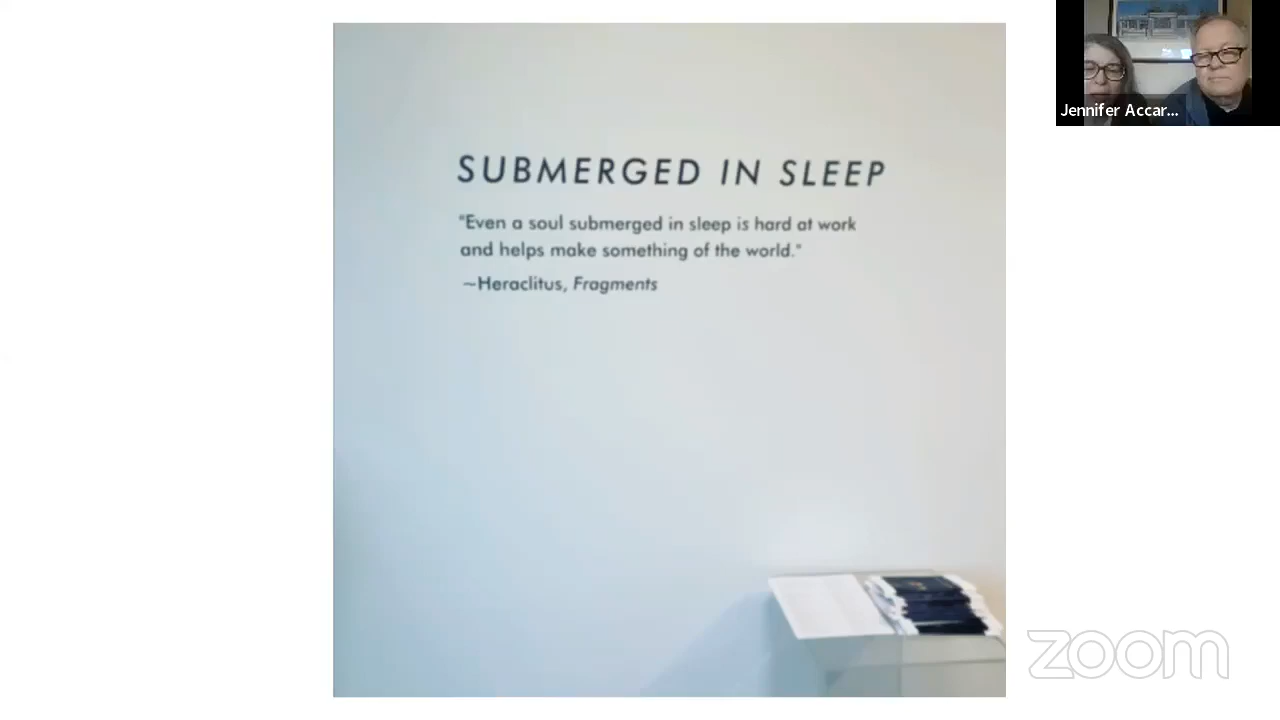 Jennifer Accar...
SUBMERGED IN SLEEP
"Even a soul submerged in sleep is hard at work
and helps make something of the world."
~Heraclitus, Fragments
zoom